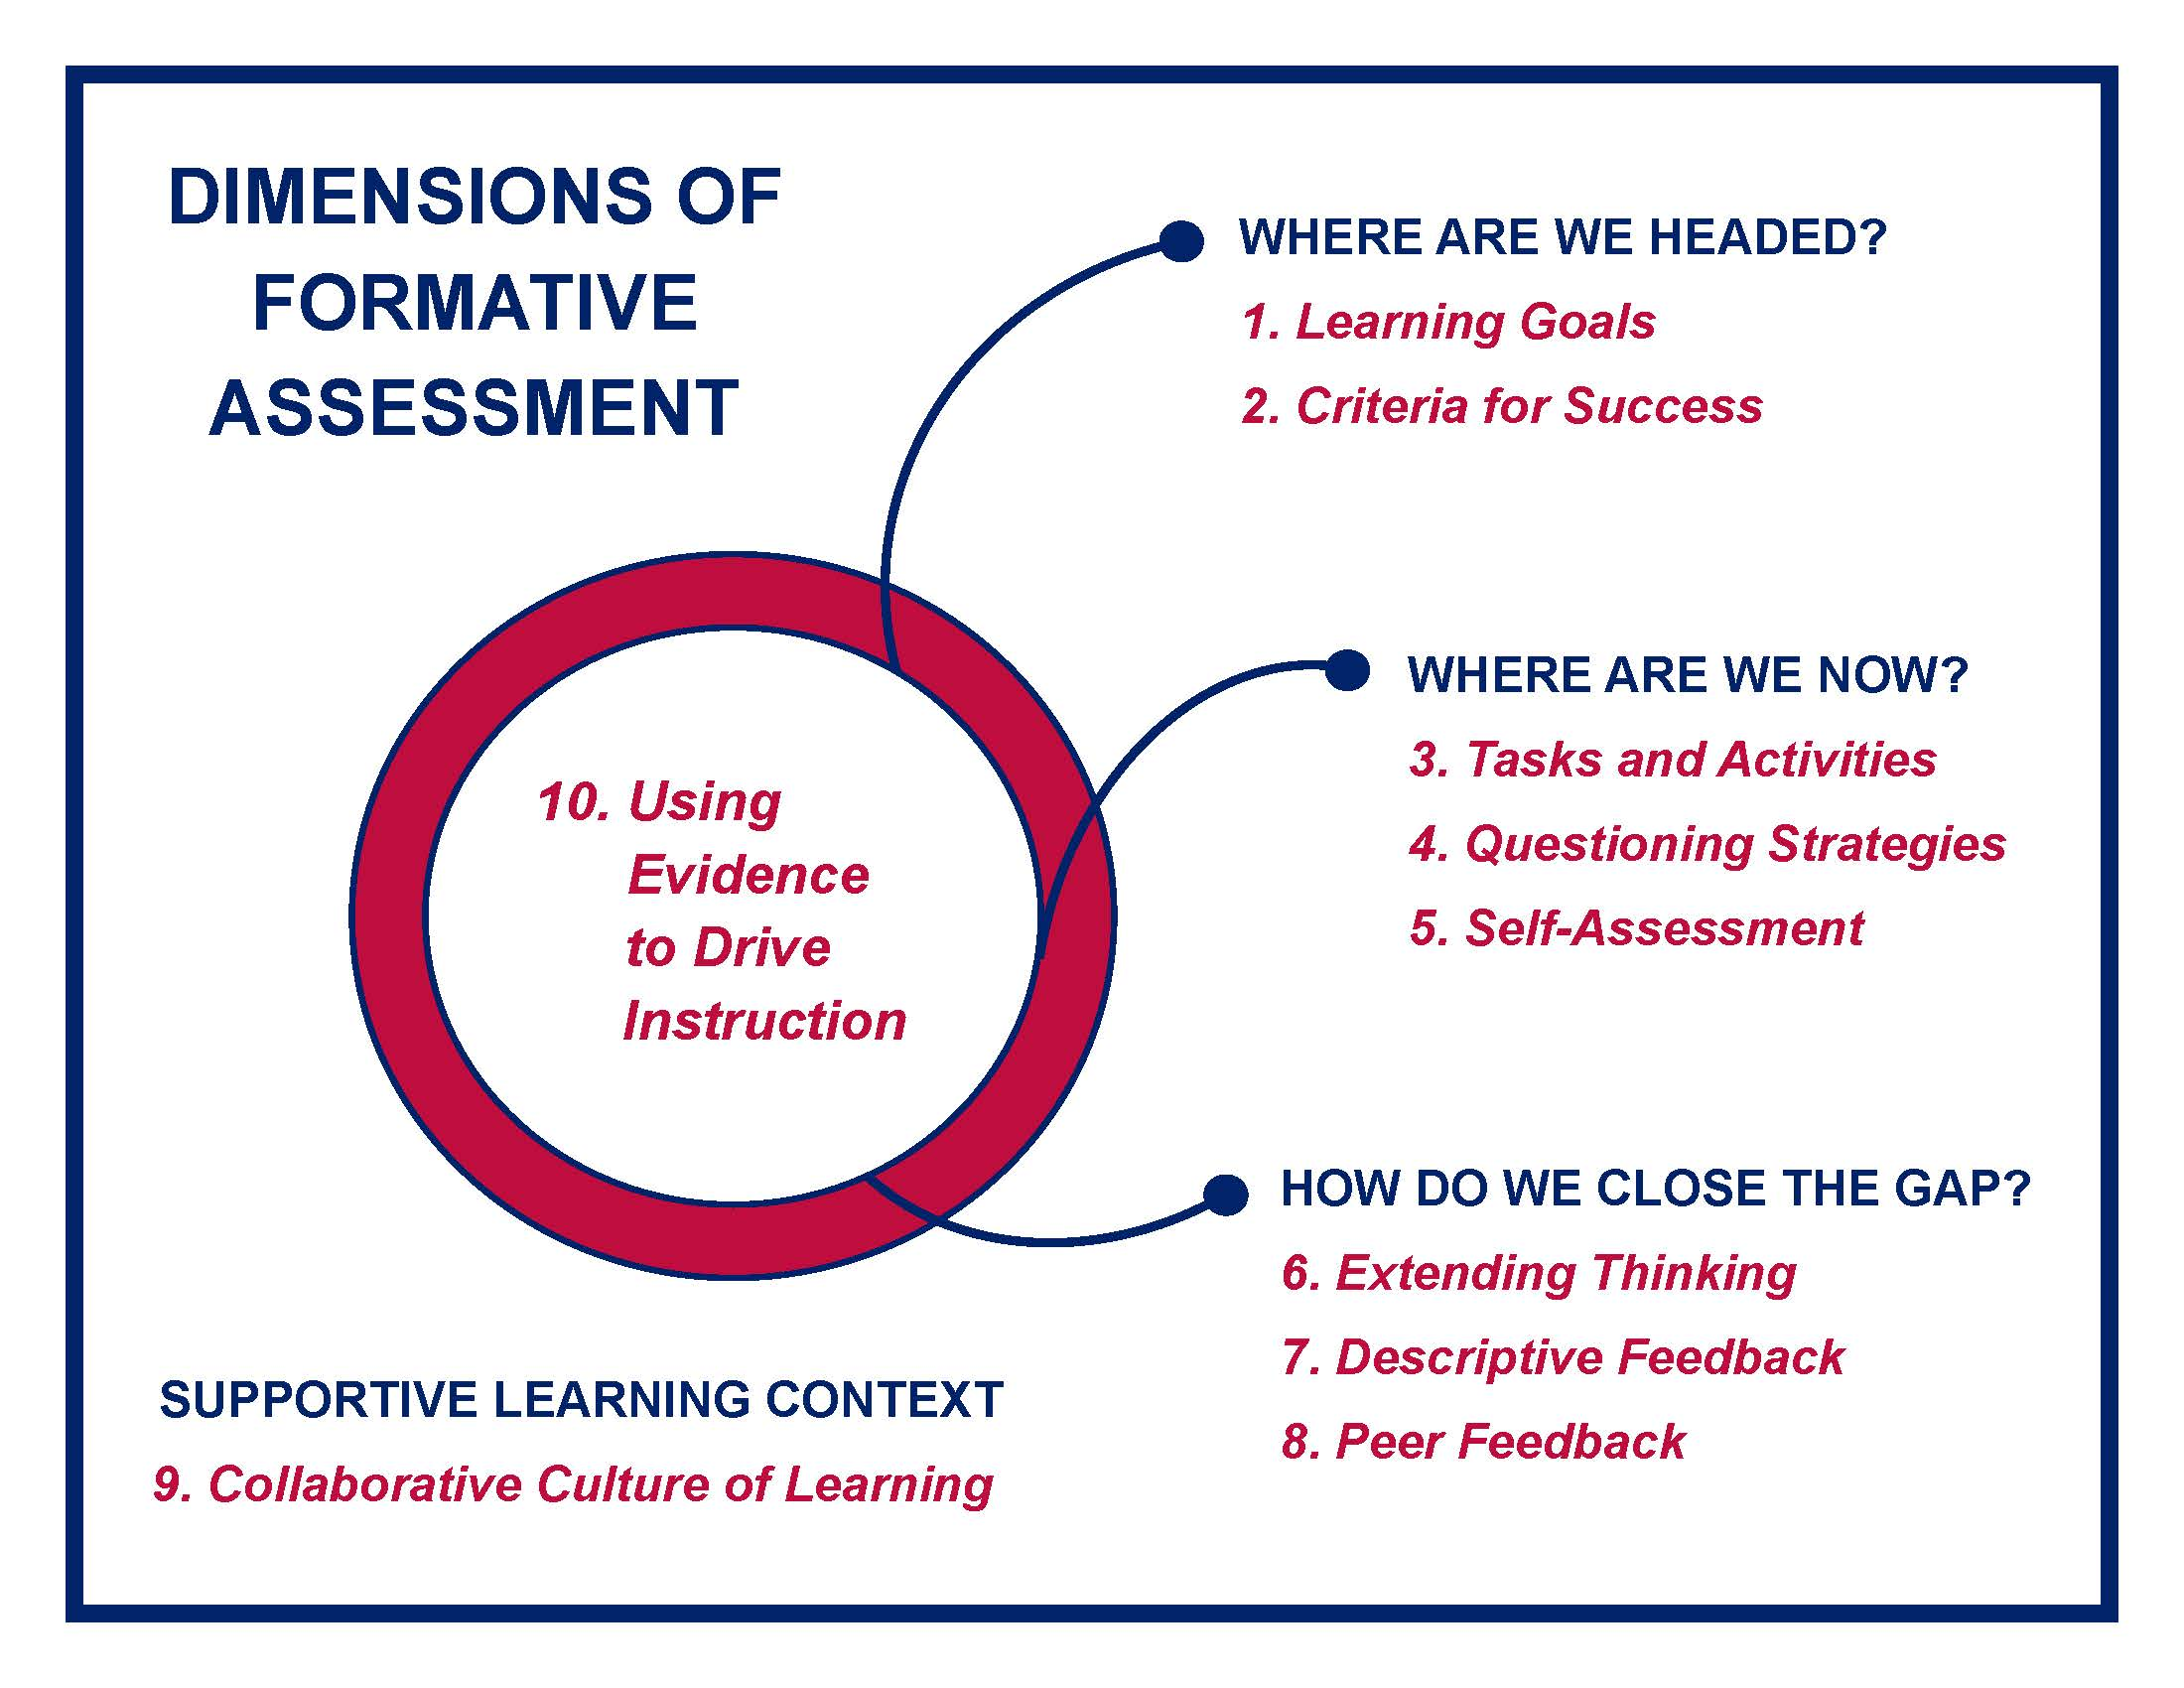 DIMENSIONS OF
FORMATIVE
ASSESSMENT
WHERE ARE WE HEADED?
1. Learning Goals
2. Criteria for Success
WHERE ARE WE NOW?
3. Tasks and Activities
4. Questioning Strategies
5. Self-Assessment
10. Using
Evidence
to Drive
Instruction
HOW DO WE CLOSE THE GAP?
6. Extending Thinking
7. Descriptive Feedback
8. Peer Feedback
SUPPORTIVE LEARNING CONTEXT
9. Collaborative Culture of Learning